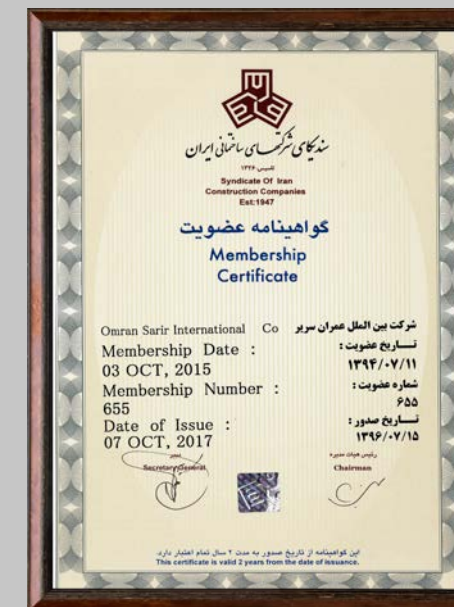 سندیکای شرکتهای ساختمانی ایران
تاسیس ۱۳۲۶
Syndicate Of Iran
Construction Companies
Est:1947
گواهینامه عضویت
Membership
Certificate
شرکت بین الملل عمران سریر
Omran Sarir International Co
تـــاریخ عضویت :
Membership Date :
۱۳۹۴/۰۷/۱۱
03 OCT, 2015
شماره عضویت :
Membership Number :
۶۵۵
655
تـــاریخ صدور :
Date of Issue :
۱۳۹۶/۰۷/۱۵
07 OCT, 2017
دبیر
Secretary General
رئیس هیات مدیره
Chairman
این گواهینامه از تاریخ صدور به مدت ۲ سال تمام اعتبار دارد.
This certificate is valid 2 years from the date of issuance.